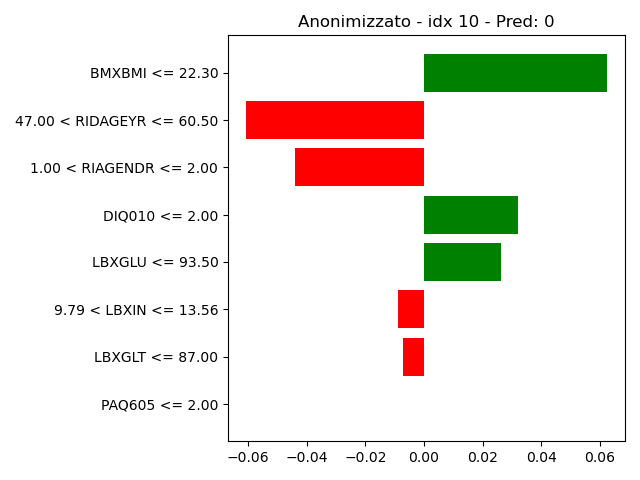 Anonimizzato - idx 10 - Pred: 0
BMXBMI <= 22.30
47.00 < RIDAGEYR <= 60.50
1.00 < RIAGENDR <= 2.00
DIQ010 <= 2.00
LBXGLU <= 93.50
9.79 < LBXIN <= 13.56
LBXGLT <= 87.00
PAQ605 <= 2.00
−0.06 −0.04 −0.02 0.00 0.02 0.04 0.06